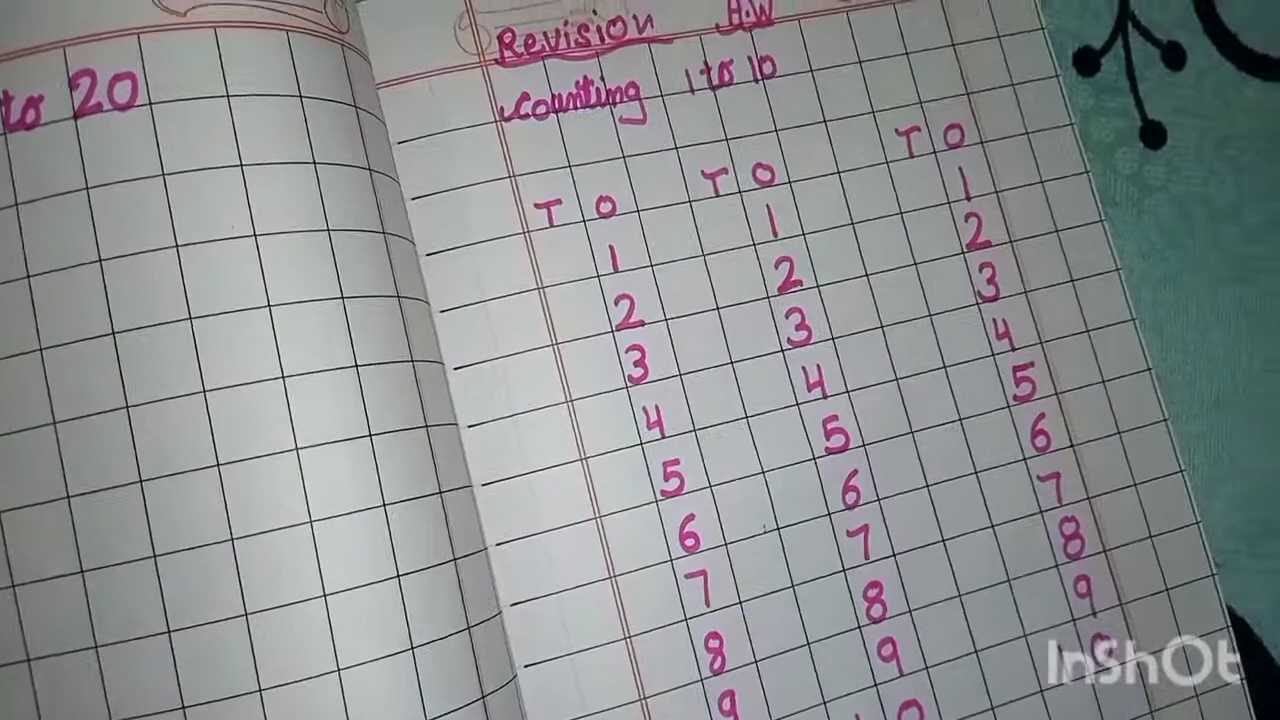 to 20
Revision H.W
Counting 1 to 10
T O T O T O
1 1 1
2 2 2
3 3 3
4 4 4
5 5 5
6 6 6
7 7 7
8 8 8
9 9 9
10
InShOt